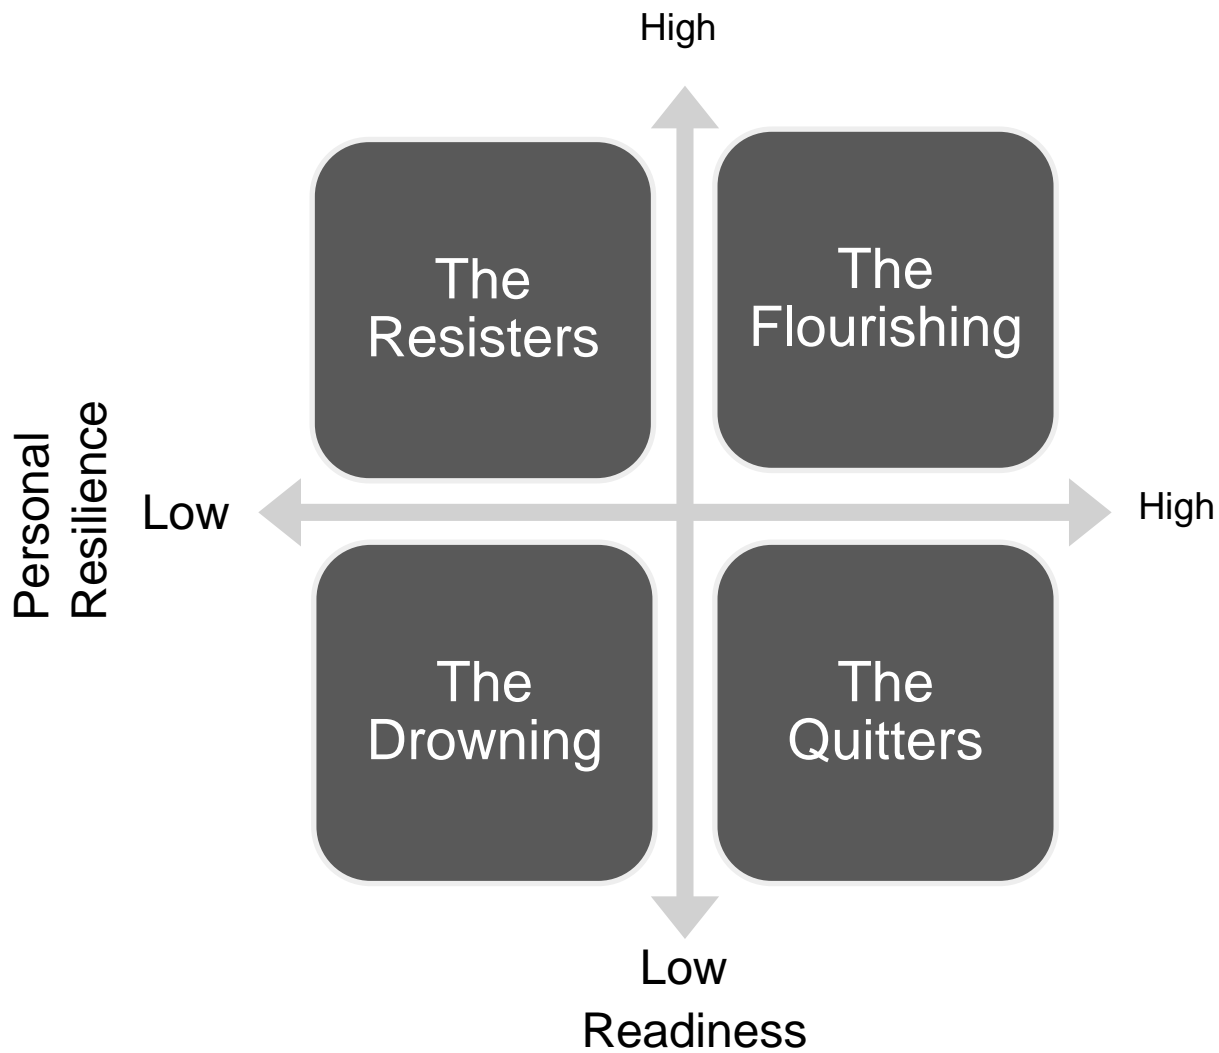 High
The
Resisters
The
Flourishing
Personal
Resilience
Low
High
The
Drowning
The
Quitters
Low
Readiness